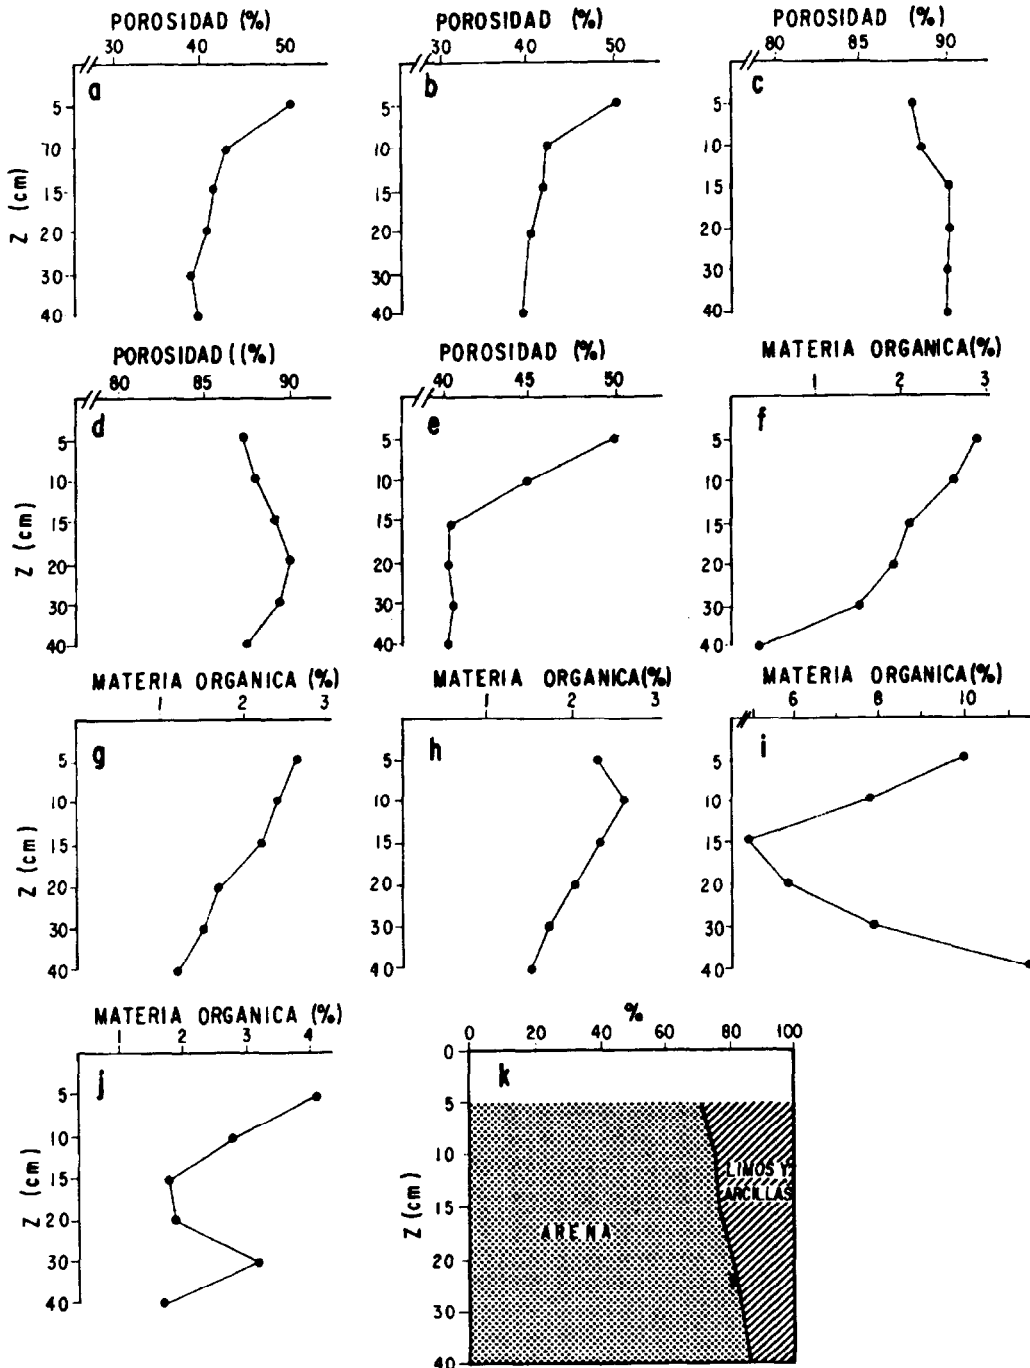 POROSIDAD (%)
30 40 50
a
5
10
15
20
30
40
Z (cm)
POROSIDAD (%)
30 40 50
b
5
10
15
20
30
40
POROSIDAD (%)
80 85 90
c
5
10
15
20
30
40
POROSIDAD ((%)
80 85 90
d
5
10
15
20
30
40
Z (cm)
POROSIDAD (%)
40 45 50
e
5
10
15
20
30
40
MATERIA ORGANICA(%)
1 2 3
f
5
10
15
20
30
40
MATERIA ORGANICA (%)
1 2 3
g
5
10
15
20
30
40
Z (cm)
MATERIA ORGANICA(%)
1 2 3
h
5
10
15
20
30
40
MATERIA ORGANICA(%)
6 8 10
i
5
10
15
20
30
40
MATERIA ORGANICA (%)
1 2 3 4
j
5
10
15
20
30
40
Z (cm)
%
0 20 40 60 80 100
k
0
5
10
15
20
30
40
Z (cm)
ARENA
LIMOS Y
ARCILLAS